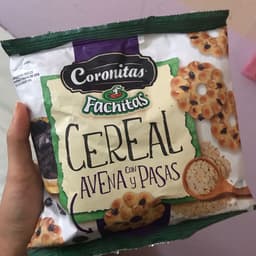 Coronitas
Fachitas
CEREAL
AVENA CON Y PASAS